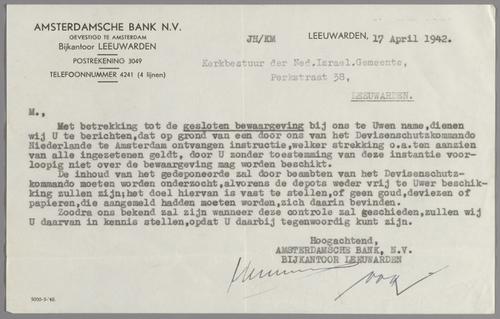 AMSTERDAMSCHE BANK N.V.
GEVESTIGD TE AMSTERDAM
Bijkantoor LEEUWARDEN
POSTREKENING 3049
TELEFOONNUMMER 4241 (4 lijnen)
JH/KM
LEEUWARDEN, 17 April 1942.
Kerkbestuur der Ned.Israel.Gemeente,
Perkstraat 38,
LEEUWARDEN.
M.,
Met betrekking tot de gesloten bewaargeving bij ons te Uwen name, dienen
wij U te berichten, dat op grond van een door ons van het Devisenschutzkommando
Niederlande te Amsterdam ontvangen instructie, welker strekking o.a. ten aanzien
van alle ingezetenen geldt, door U zonder toestemming van deze instantie voor-
loopig niet over de bewaargeving mag worden beschikt.
De inhoud van het gedeponeerde zal door beambten van het Devisenschutz-
kommando moeten worden onderzocht, alvorens de depots weder vrij te Uwer beschik-
king zullen zijn; het doel hiervan is vast te stellen, of geen goud, deviezen of
papieren, die aangemeld hadden moeten worden, zich daarin bevinden.
Zoodra ons bekend zal zijn wanneer deze controle zal geschieden, zullen wij
U daarvan in kennis stellen, opdat U daarbij tegenwoordig kunt zijn.
Hoogachtend,
AMSTERDAMSCHE BANK, N.V.
BIJKANTOOR LEEUWARDEN
5000-3-'40.